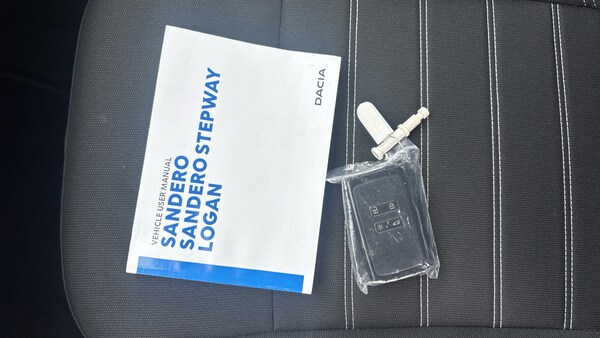 DACIA
VEHICLE USER MANUAL
SANDERO
SANDERO STEPWAY
LOGAN